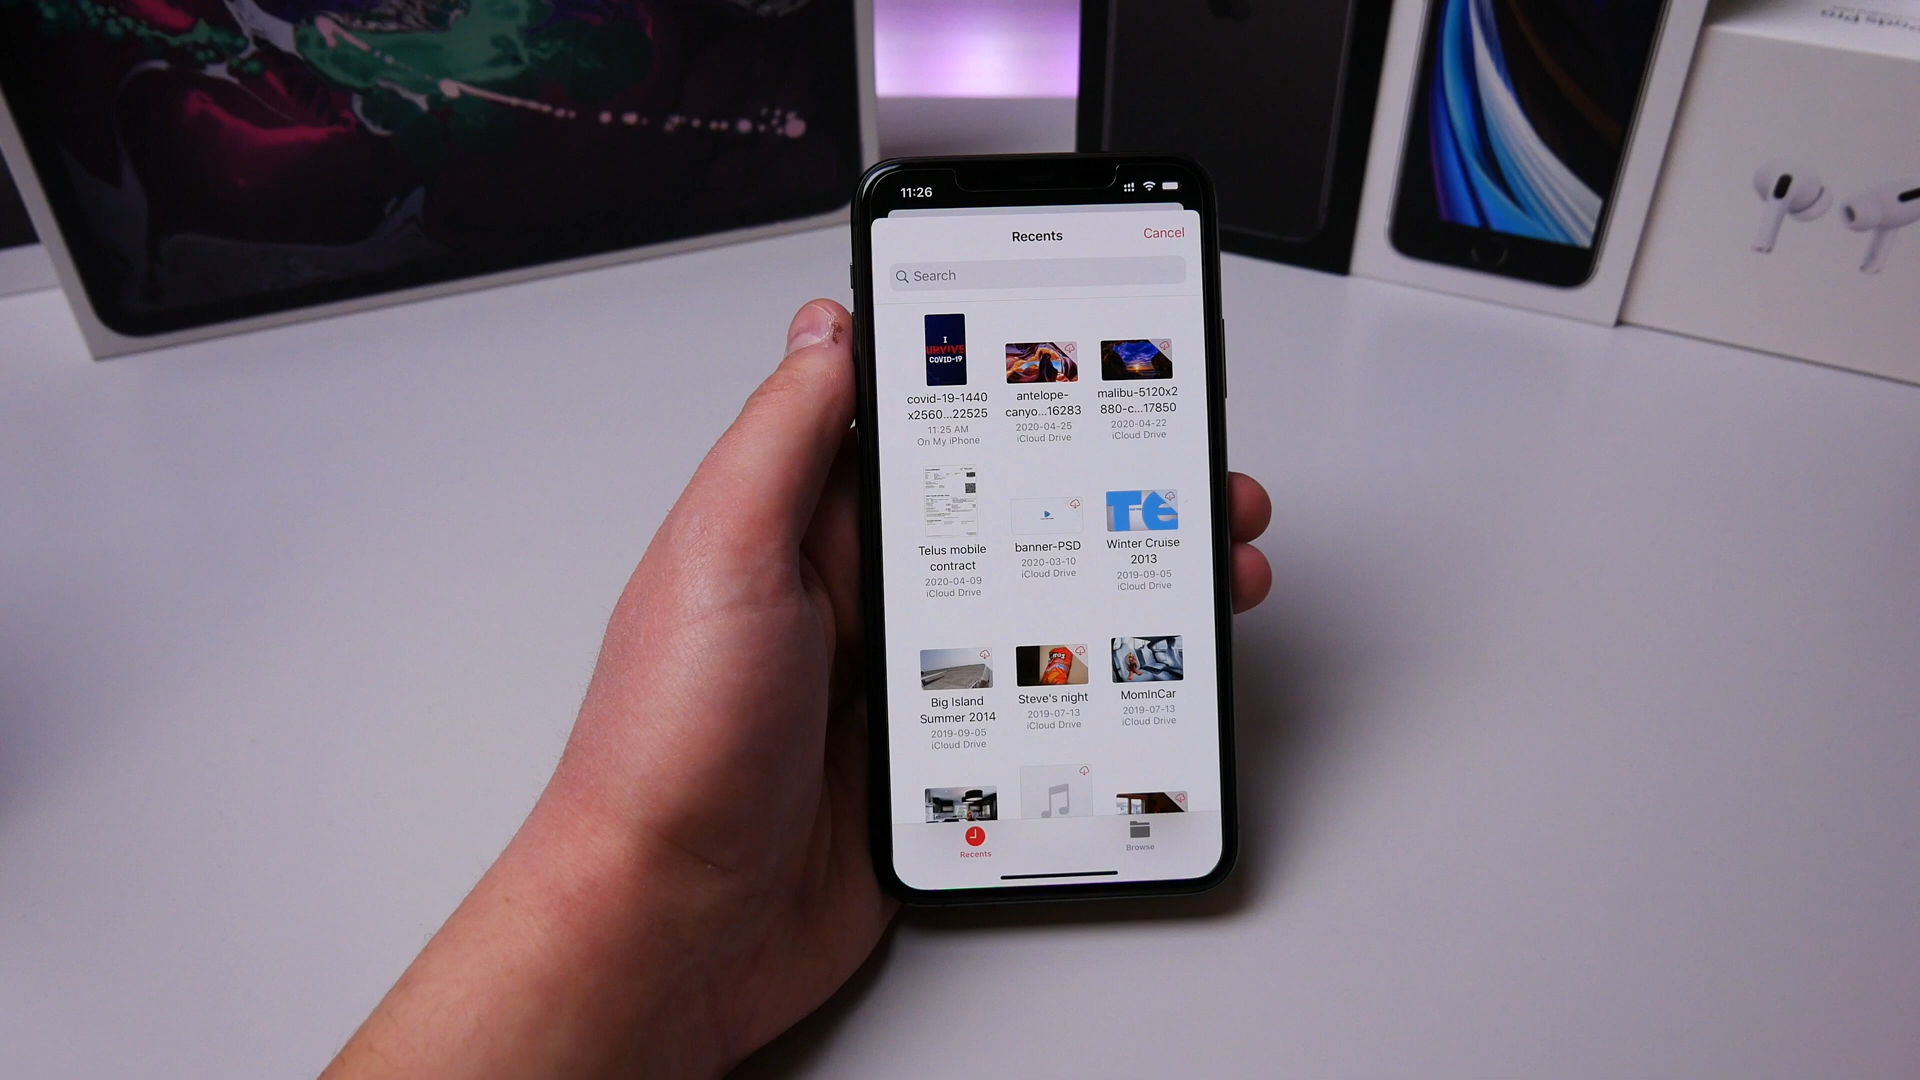 Pods Pro
11:26
Recents
Cancel
Search
I
URVIVE
COVID-19
covid-19-1440
x2560...22525
11:25 AM
On My iPhone
antelope-
canyo...16283
2020-04-25
iCloud Drive
malibu-5120x2
880-c...17850
2020-04-22
iCloud Drive
Telus mobile
contract
2020-04-09
iCloud Drive
banner-PSD
2020-03-10
iCloud Drive
Te
Winter Cruise
2013
2019-09-05
iCloud Drive
Big Island
Summer 2014
2019-09-05
iCloud Drive
Steve's night
2019-07-13
iCloud Drive
MomInCar
2019-07-13
iCloud Drive
Recents
Browse